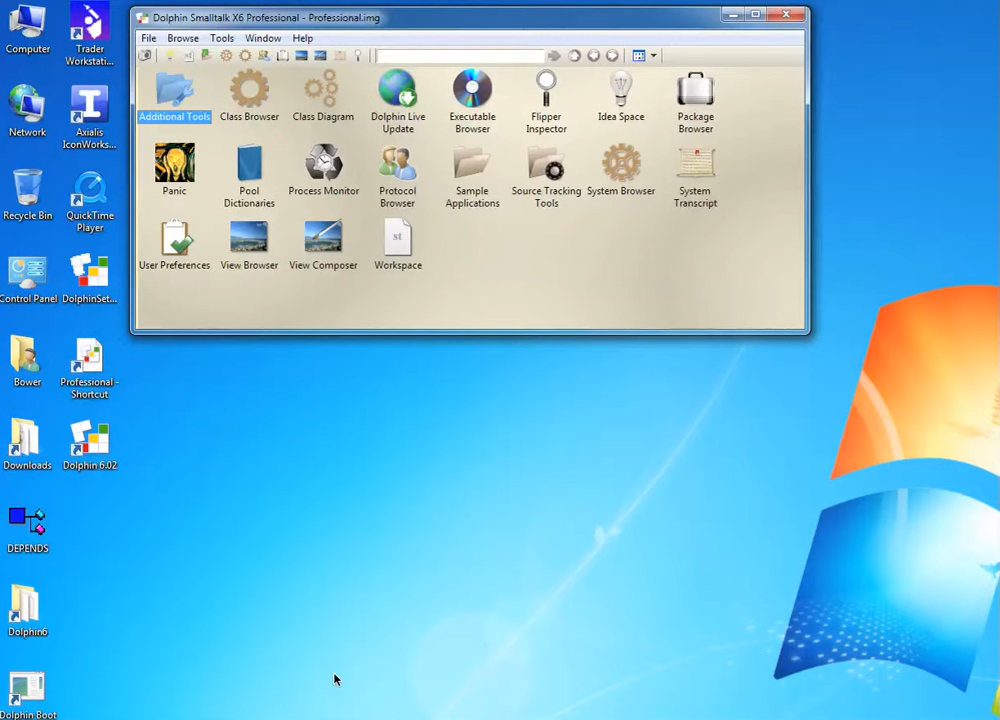 Dolphin Smalltalk X6 Professional - Professional.img
File Browse Tools Window Help
Additional Tools
Class Browser
Class Diagram
Dolphin Live
Update
Executable
Browser
Flipper
Inspector
Idea Space
Package
Browser
Panic
Pool
Dictionaries
Process Monitor
Protocol
Browser
Sample
Applications
Source Tracking
Tools
System Browser
System
Transcript
User Preferences
View Browser
View Composer
st
Workspace
Computer
Trader
Workstati...
Network
Axialis
IconWorks...
Recycle Bin
QuickTime
Player
Control Panel
DolphinSet...
Bower
Professional -
Shortcut
Downloads
Dolphin 6.02
DEPENDS
Dolphin6
Dolphin Boot